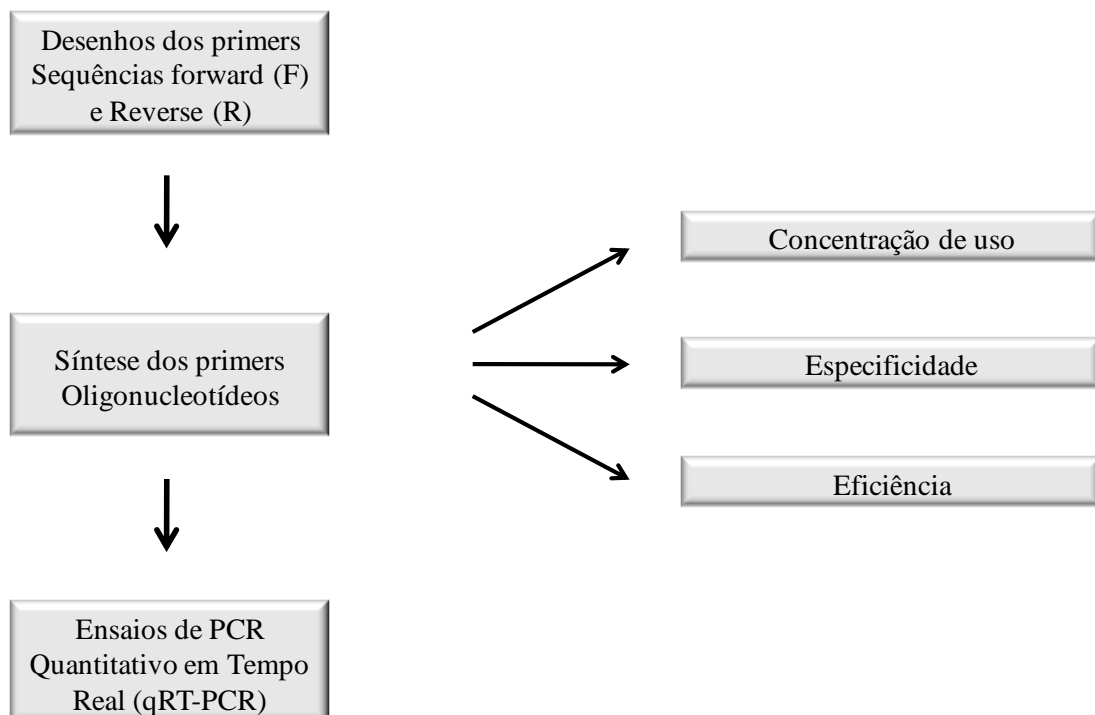 Desenhos dos primers
Sequências forward (F)
e Reverse (R)
Síntese dos primers
Oligonucleotídeos
Concentração de uso
Especificidade
Eficiência
Ensaios de PCR
Quantitativo em Tempo
Real (qRT-PCR)